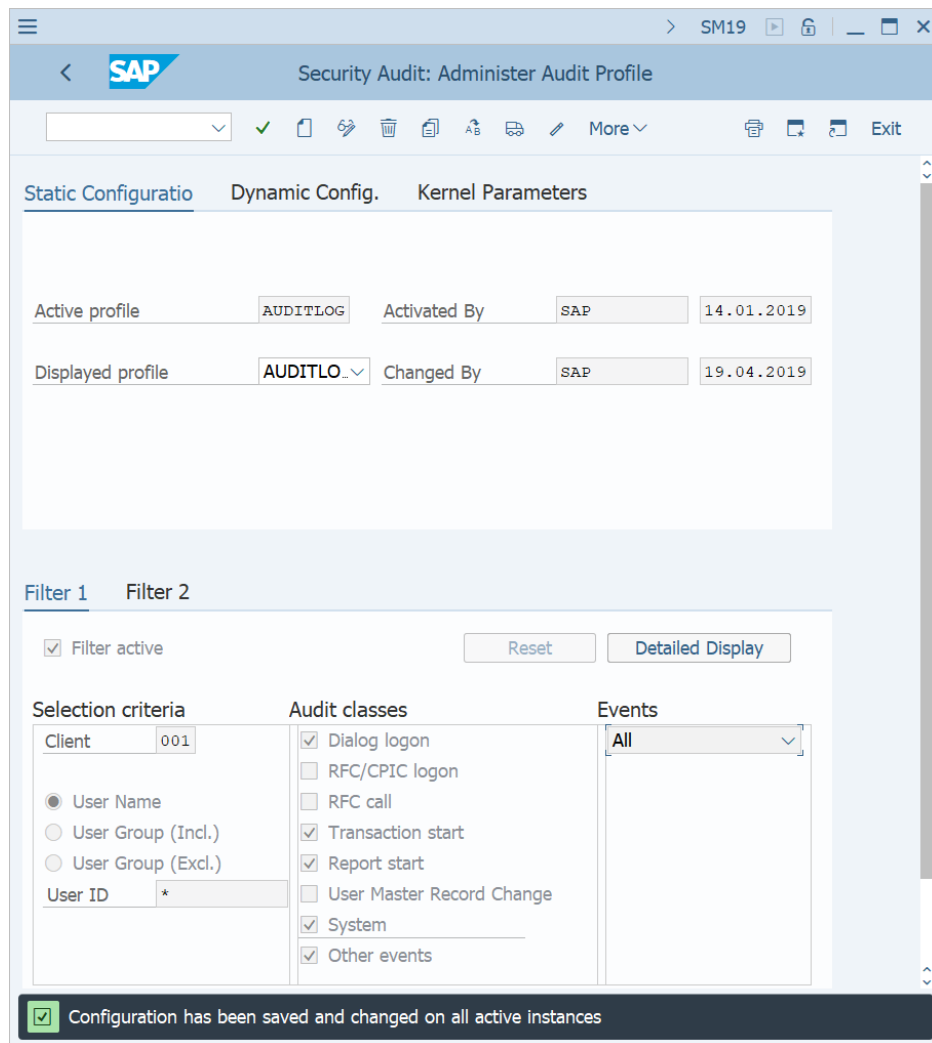 SM19
SAP Security Audit: Administer Audit Profile
More Exit
Static Configuratio Dynamic Config. Kernel Parameters
Active profile AUDITLOG Activated By SAP 14.01.2019
Displayed profile AUDITLO.. Changed By SAP 19.04.2019
Filter 1 Filter 2
Filter active Reset Detailed Display
Selection criteria Audit classes Events
Client 001 Dialog logon All
RFC/CPIC logon
User Name RFC call
User Group (Incl.) Transaction start
User Group (Excl.) Report start
User ID * User Master Record Change
System
Other events
Configuration has been saved and changed on all active instances